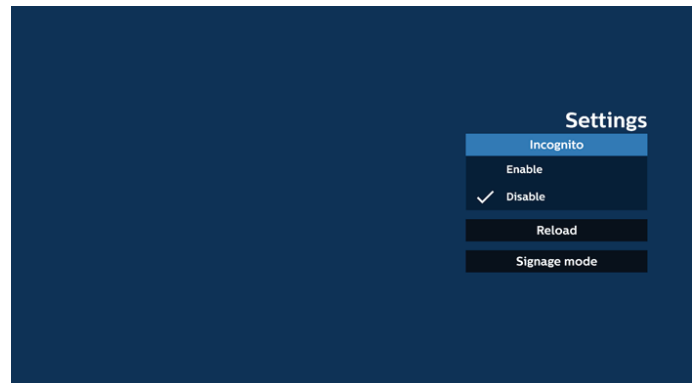 Settings
Incognito
Enable
Disable
Reload
Signage mode